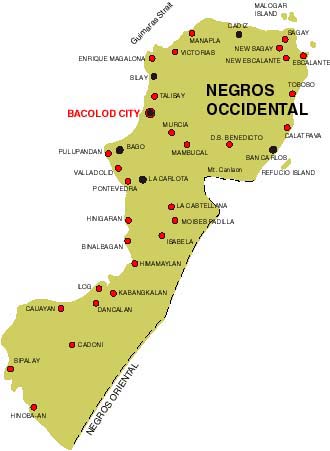 MALOGAR
ISLAND
Guimaras Strait
CADIZ
MANAPLA
SAGAY
VICTORIAS
NEW SAGAY
ENRIQUE MAGALONA
NEW ESCALANTE
ESCALANTE
SILAY
TOBOSO
TALISAY
NEGROS
OCCIDENTAL
BACOLOD CITY
MURCIA
CALATRAVA
D.S. BENEDICTO
BAGO
MAMBUCAL
PULUPANDAN
SAN CARLOS
VALLADOLID
Mt. Canlaon
REFUCIO ISLAND
LA CARLOTA
PONTEVEDRA
LA CASTELLANA
HINIGARAN
MOISES PADILLA
ISABELA
BINALBAGAN
HIMAMAYLAN
ILOG
KABANGKALAN
CAUAYAN
DANCALAN
CADONI
SIPALAY
NEGROS ORIENTAL
HINOBA-AN